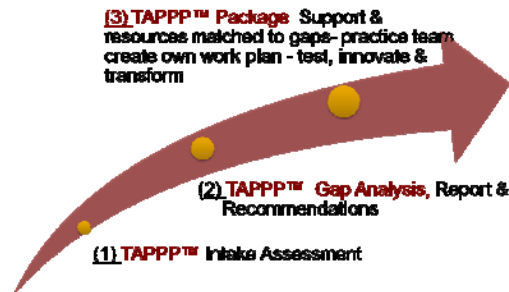 (3) TAPPP™ Package Support &
resources matched to gaps- practice team
create own work plan - test, innovate &
transform
(2) TAPPP™ Gap Analysis, Report &
Recommendations
(1) TAPPP™ Intake Assessment